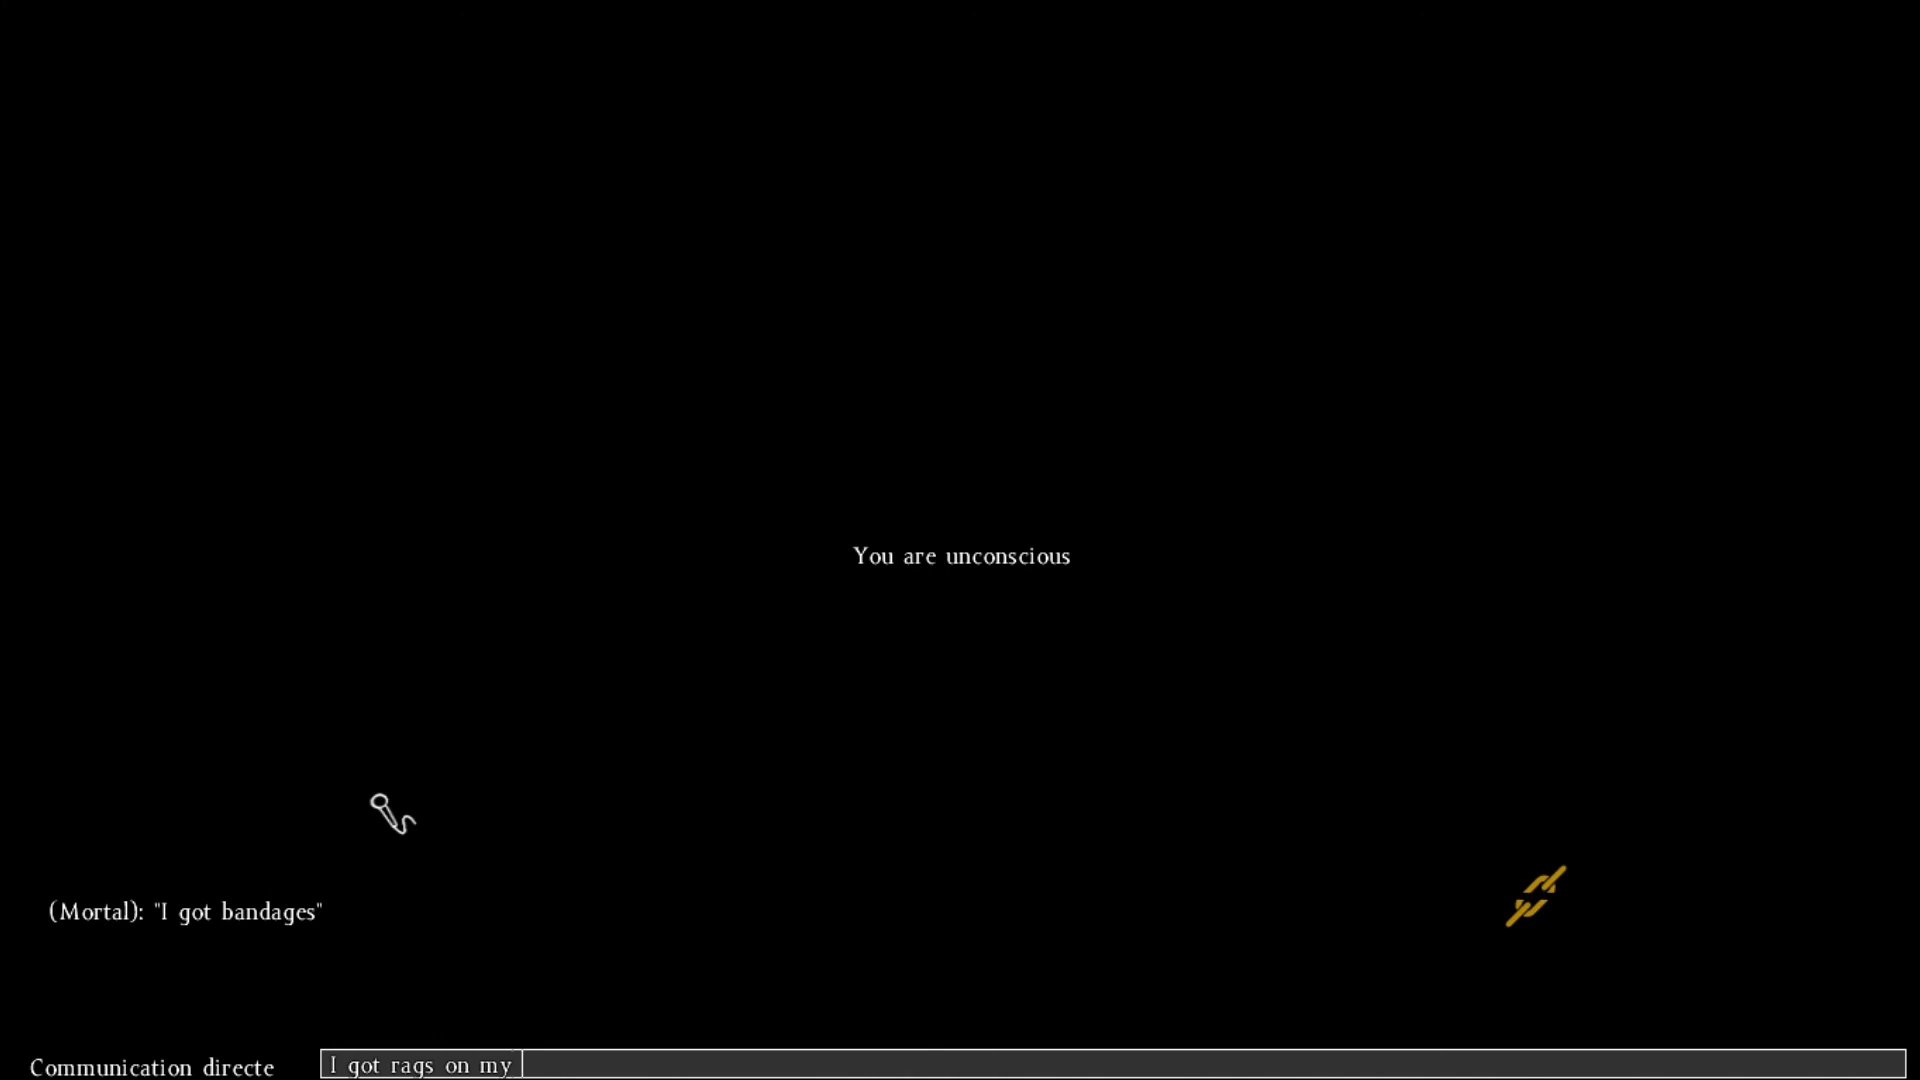 You are unconscious
(Mortal): "I got bandages"
Communication directe
I got rags on my